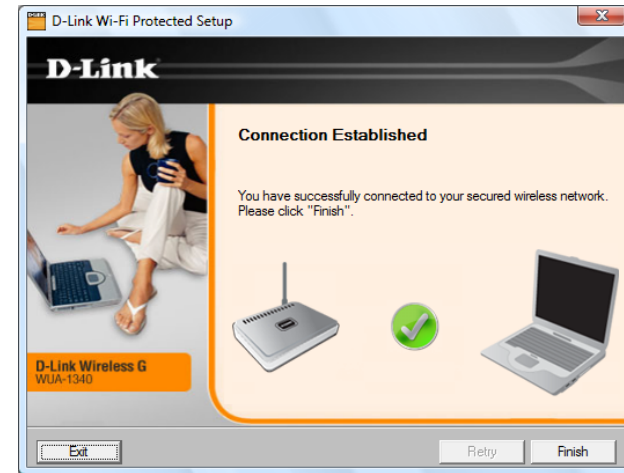 D-Link Wi-Fi Protected Setup
D-Link
Connection Established
You have successfully connected to your secured wireless network.
Please click "Finish".
D-Link Wireless G
WUA-1340
Exit
Retry
Finish